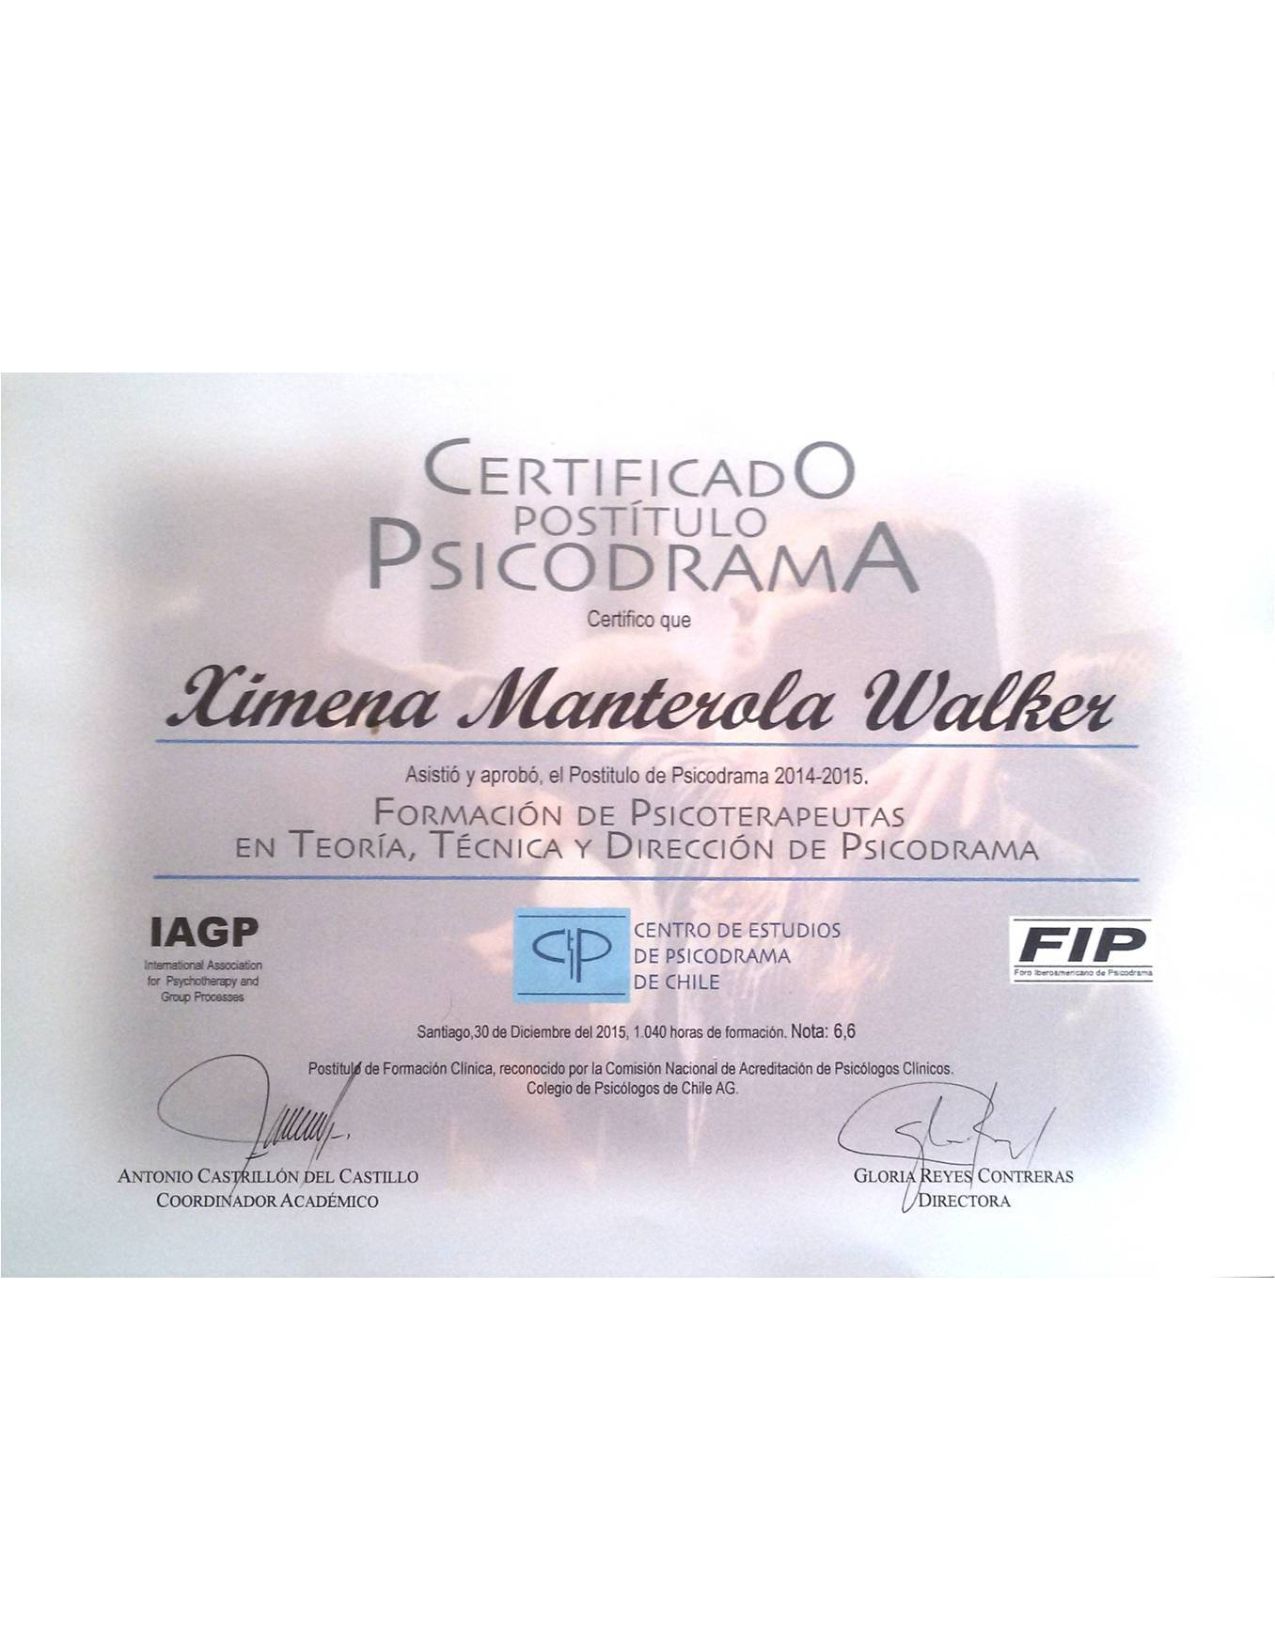 CERTIFICADO
POSTÍTULO
PSICODRAMA
Certifico que
Ximena Manterola Walker
Asistió y aprobó, el Postitulo de Psicodrama 2014-2015.
FORMACIÓN DE PSICOTERAPEUTAS
EN TEORÍA, TÉCNICA Y DIRECCIÓN DE PSICODRAMA
IAGP
International Association
for Psychotherapy and
Group Processes
CENTRO DE ESTUDIOS
DE PSICODRAMA
DE CHILE
FIP
Foro Iberoamericano de Psicodrama
Santiago,30 de Diciembre del 2015, 1.040 horas de formación. Nota: 6,6
Postitulo de Formación Clínica, reconocido por la Comisión Nacional de Acreditación de Psicólogos Clínicos.
Colegio de Psicólogos de Chile AG.
ANTONIO CASTRILLÓN DEL CASTILLO
COORDINADOR ACADÉMICO
GLORIA REYES CONTRERAS
DIRECTORA